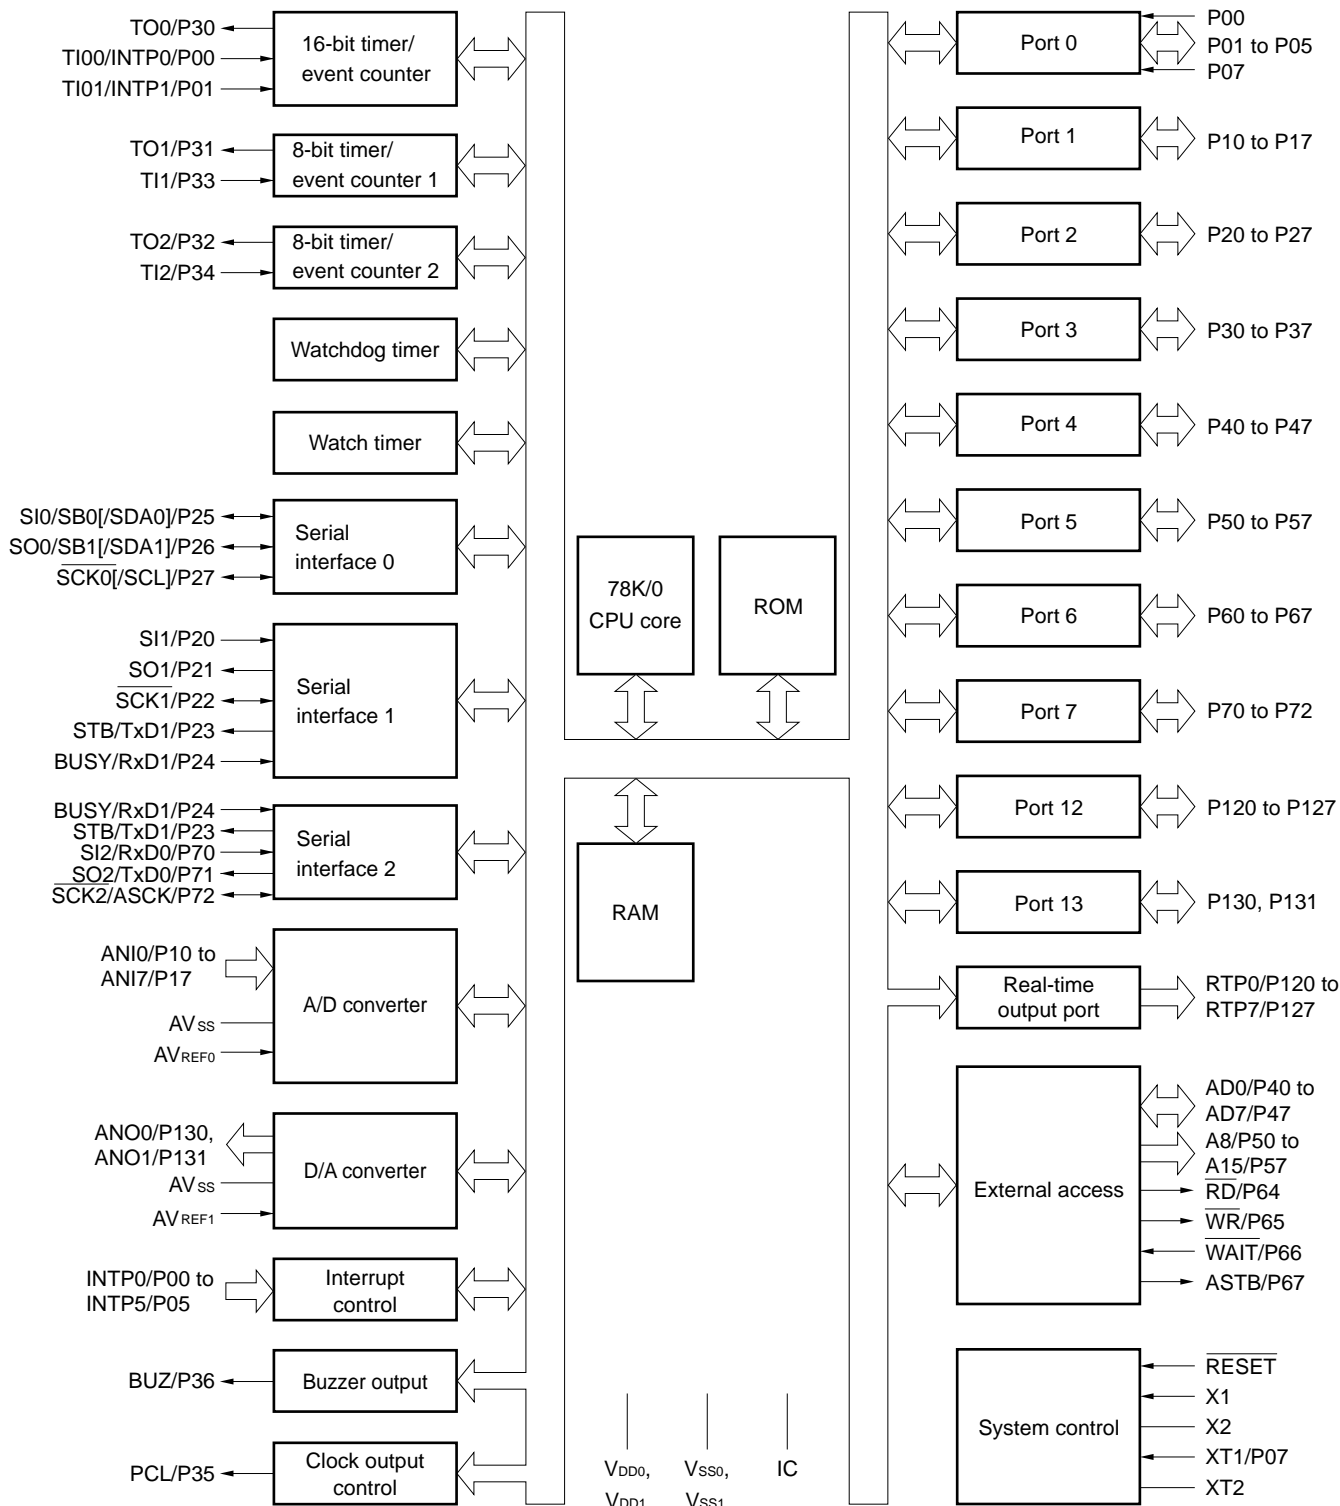 TO0/P30
TI00/INTP0/P00
TI01/INTP1/P01
16-bit timer/
event counter
TO1/P31
TI1/P33
8-bit timer/
event counter 1
TO2/P32
TI2/P34
8-bit timer/
event counter 2
Watchdog timer
Watch timer
SI0/SB0[/SDA0]/P25
SO0/SB1[/SDA1]/P26
SCK0[/SCL]/P27
Serial
interface 0
SI1/P20
SO1/P21
SCK1/P22
STB/TxD1/P23
BUSY/RxD1/P24
Serial
interface 1
BUSY/RxD1/P24
STB/TxD1/P23
SI2/RxD0/P70
SO2/TxD0/P71
SCK2/ASCK/P72
Serial
interface 2
ANI0/P10 to
ANI7/P17
AVSS
AVREF0
A/D converter
ANO0/P130,
ANO1/P131
AVSS
AVREF1
D/A converter
INTP0/P00 to
INTP5/P05
Interrupt
control
BUZ/P36
Buzzer output
PCL/P35
Clock output
control
78K/0
CPU core
ROM
RAM
VDD0,
VDD1
VSS0,
VSS1
IC
Port 0
P00
P01 to P05
P07
Port 1
P10 to P17
Port 2
P20 to P27
Port 3
P30 to P37
Port 4
P40 to P47
Port 5
P50 to P57
Port 6
P60 to P67
Port 7
P70 to P72
Port 12
P120 to P127
Port 13
P130, P131
Real-time
output port
RTP0/P120 to
RTP7/P127
External access
AD0/P40 to
AD7/P47
A8/P50 to
A15/P57
RD/P64
WR/P65
WAIT/P66
ASTB/P67
System control
RESET
X1
X2
XT1/P07
XT2